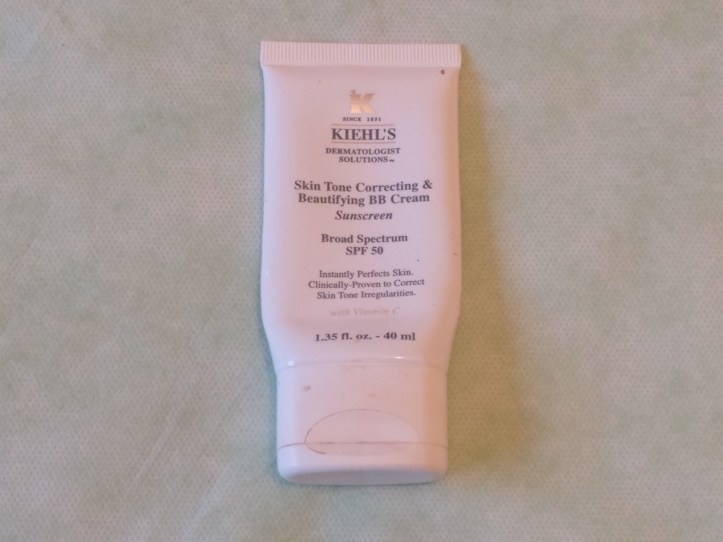 K
SINCE 1851
KIEHL'S
DERMATOLOGIST
SOLUTIONS™
Skin Tone Correcting &
Beautifying BB Cream
Sunscreen
Broad Spectrum
SPF 50
Instantly Perfects Skin.
Clinically-Proven to Correct
Skin Tone Irregularities.
with Vitamin C
1.35 fl. oz. - 40 ml